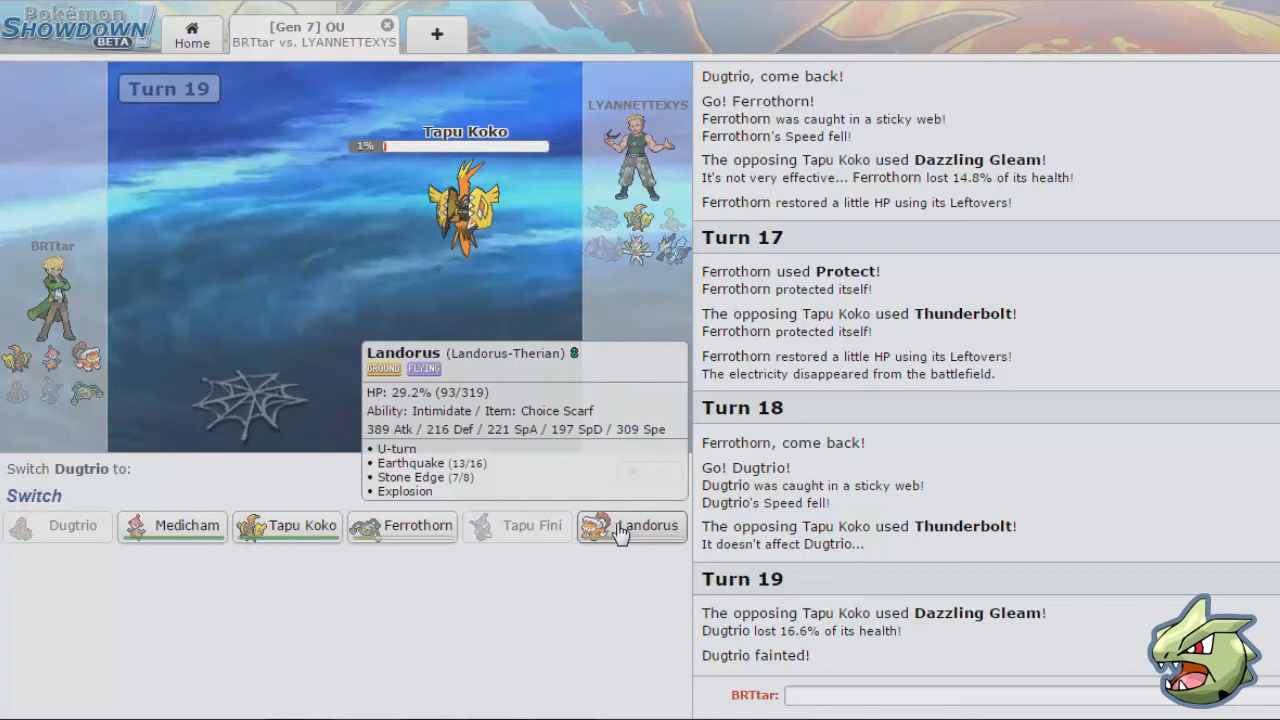 Pokémon
SHOWDOWN
BETA
Home
[Gen 7] OU
BRTtar vs. LYANNETTEXYS
+
Turn 19
Tapu Koko
1%
LYANNETTEXYS
BRTtar
Landorus (Landorus-Therian)
GROUND FLYING
HP: 29.2% (93/319)
Ability: Intimidate / Item: Choice Scarf
389 Atk / 216 Def / 221 SpA / 197 SpD / 309 Spe
• U-turn
• Earthquake (13/16)
• Stone Edge (7/8)
• Explosion
Switch Dugtrio to:
Switch
Dugtrio
Medicham
Tapu Koko
Ferrothorn
Tapu Fini
Landorus
Dugtrio, come back!
Go! Ferrothorn!
Ferrothorn was caught in a sticky web!
Ferrothorn's Speed fell!
The opposing Tapu Koko used Dazzling Gleam!
It's not very effective... Ferrothorn lost 14.8% of its health!
Ferrothorn restored a little HP using its Leftovers!
Turn 17
Ferrothorn used Protect!
Ferrothorn protected itself!
The opposing Tapu Koko used Thunderbolt!
Ferrothorn protected itself!
Ferrothorn restored a little HP using its Leftovers!
The electricity disappeared from the battlefield.
Turn 18
Ferrothorn, come back!
Go! Dugtrio!
Dugtrio was caught in a sticky web!
Dugtrio's Speed fell!
The opposing Tapu Koko used Thunderbolt!
It doesn't affect Dugtrio...
Turn 19
The opposing Tapu Koko used Dazzling Gleam!
Dugtrio lost 16.6% of its health!
Dugtrio fainted!
BRTtar: